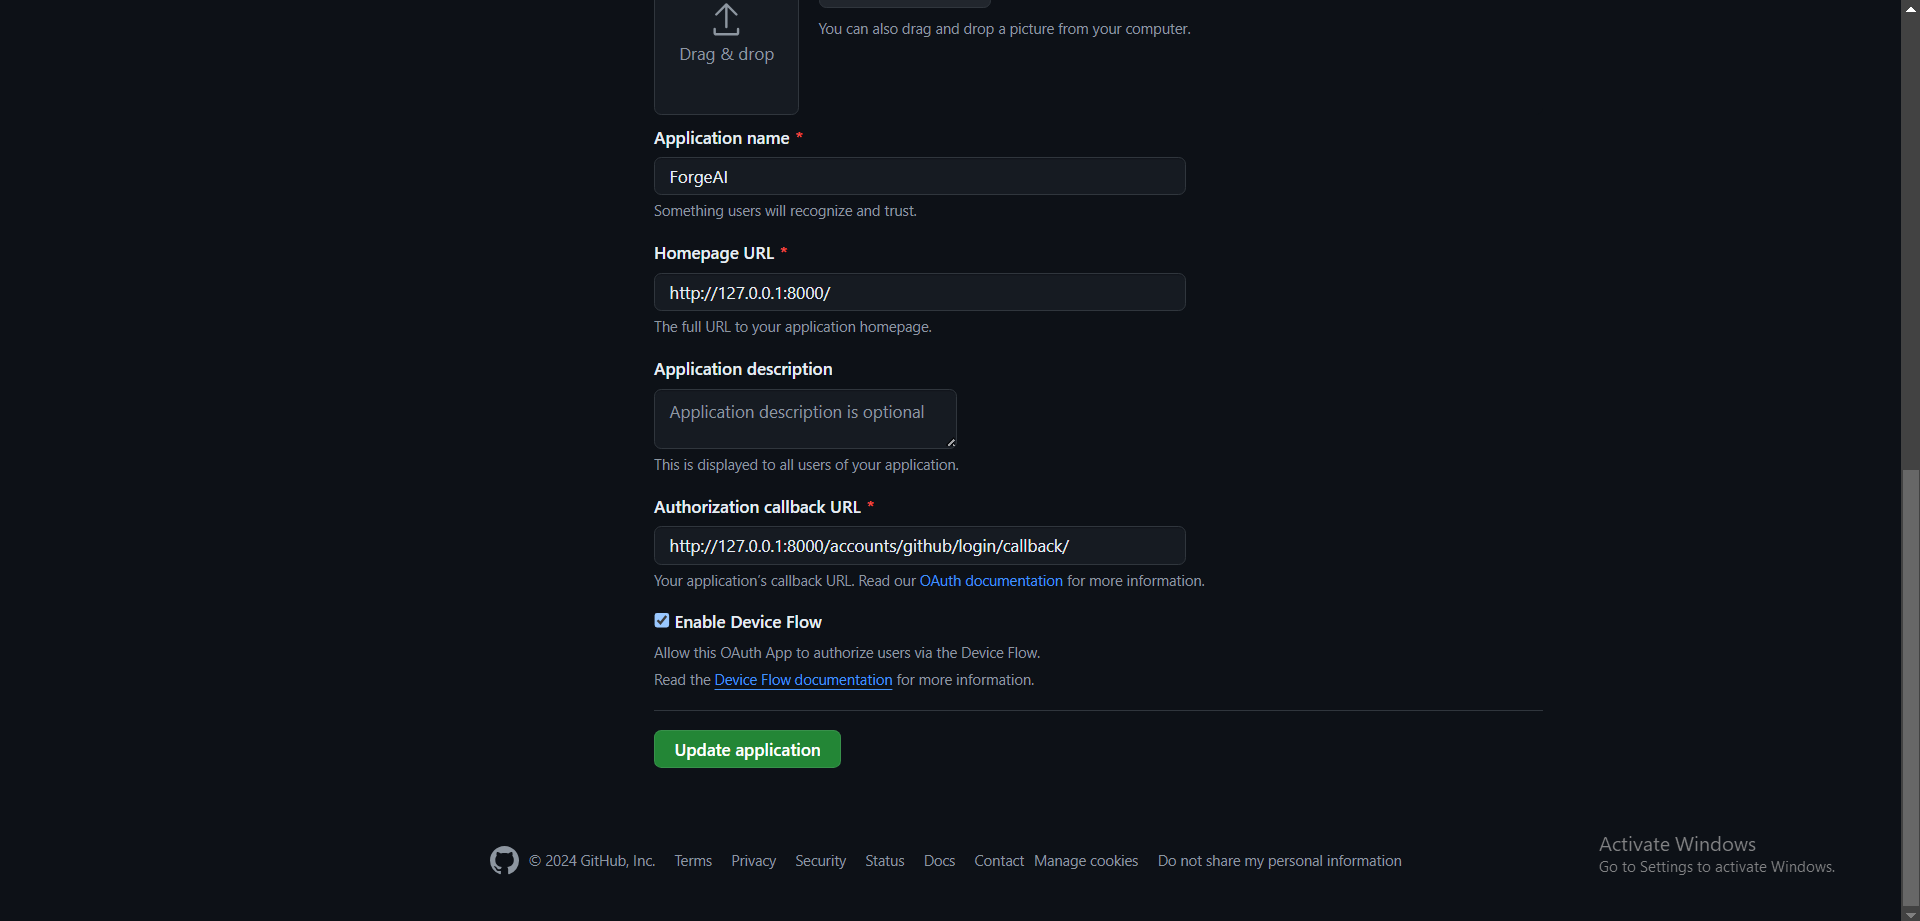 You can also drag and drop a picture from your computer.
Drag & drop
Application name *
ForgeAI
Something users will recognize and trust.
Homepage URL *
http://127.0.0.1:8000/
The full URL to your application homepage.
Application description
Application description is optional
This is displayed to all users of your application.
Authorization callback URL *
http://127.0.0.1:8000/accounts/github/login/callback/
Your application's callback URL. Read our OAuth documentation for more information.
Enable Device Flow
Allow this OAuth App to authorize users via the Device Flow.
Read the Device Flow documentation for more information.
Update application
© 2024 GitHub, Inc. Terms Privacy Security Status Docs Contact Manage cookies Do not share my personal information
Activate Windows
Go to Settings to activate Windows.